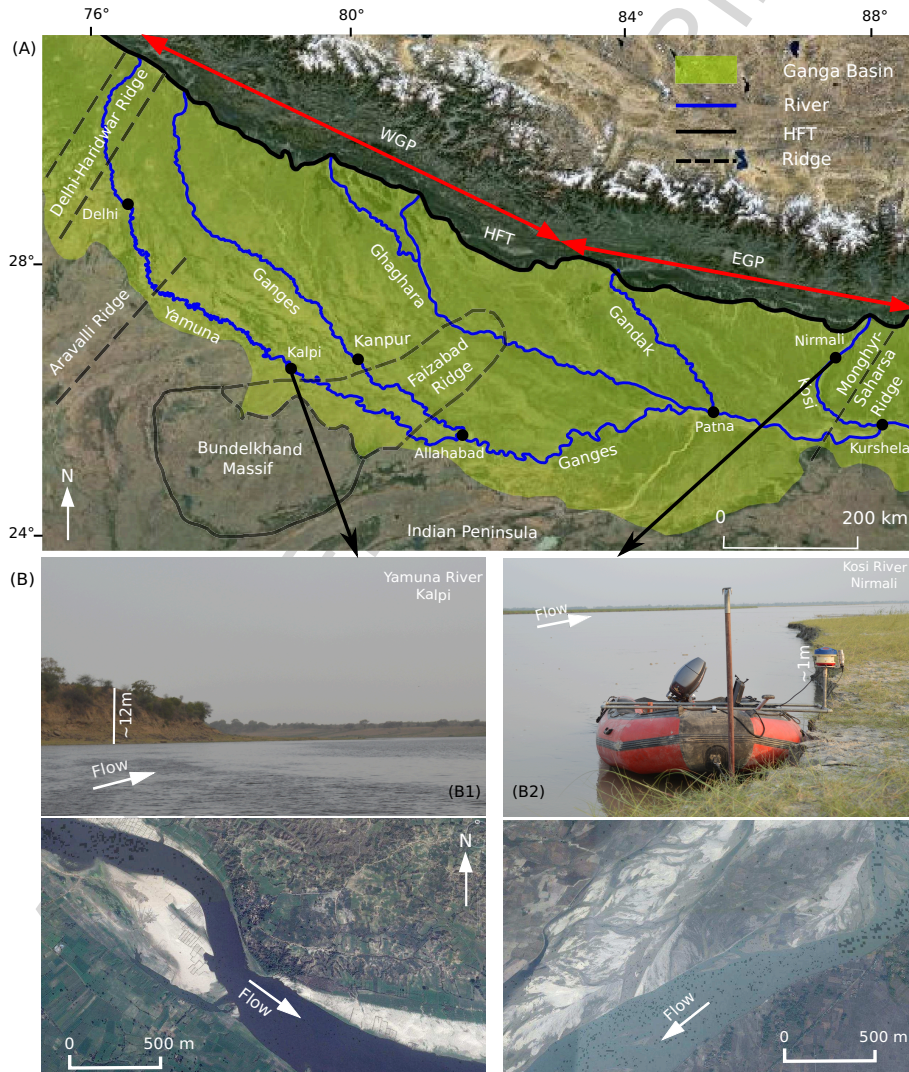 76°
80°
84°
88°
(A)
Ganga Basin
River
HFT
Ridge
Delhi-Haridwar Ridge
WGP
Delhi
HFT
EGP
28°
Ghaghara
Ganges
Gandak
Aravalli Ridge
Yamuna
Kanpur
Nirmali
Kalpi
Faizabad
Ridge
Kosi
Monghyr-
Saharsa
Ridge
Patna
Bundelkhand
Massif
Allahabad
Ganges
Kurshela
N
0
200 km
24°
Indian Peninsula
(B)
Yamuna River
Kalpi
Kosi River
Nirmali
Flow
~12m
~1m
Flow
(B1)
(B2)
N
Flow
Flow
0
500 m
0
500 m